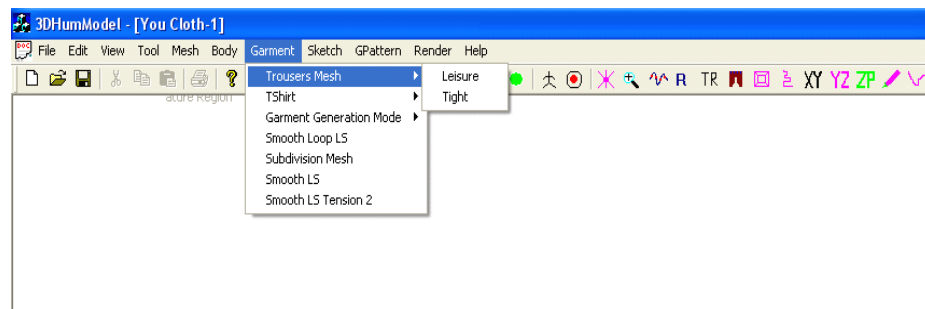 3DHumModel - [You Cloth-1]
DOC File Edit View Tool Mesh Body Garment Sketch GPattern Render Help
R TR XY YZ ZP
Trousers Mesh Leisure
TShirt Tight
Garment Generation Mode
Smooth Loop LS
Subdivision Mesh
Smooth LS
Smooth LS Tension 2